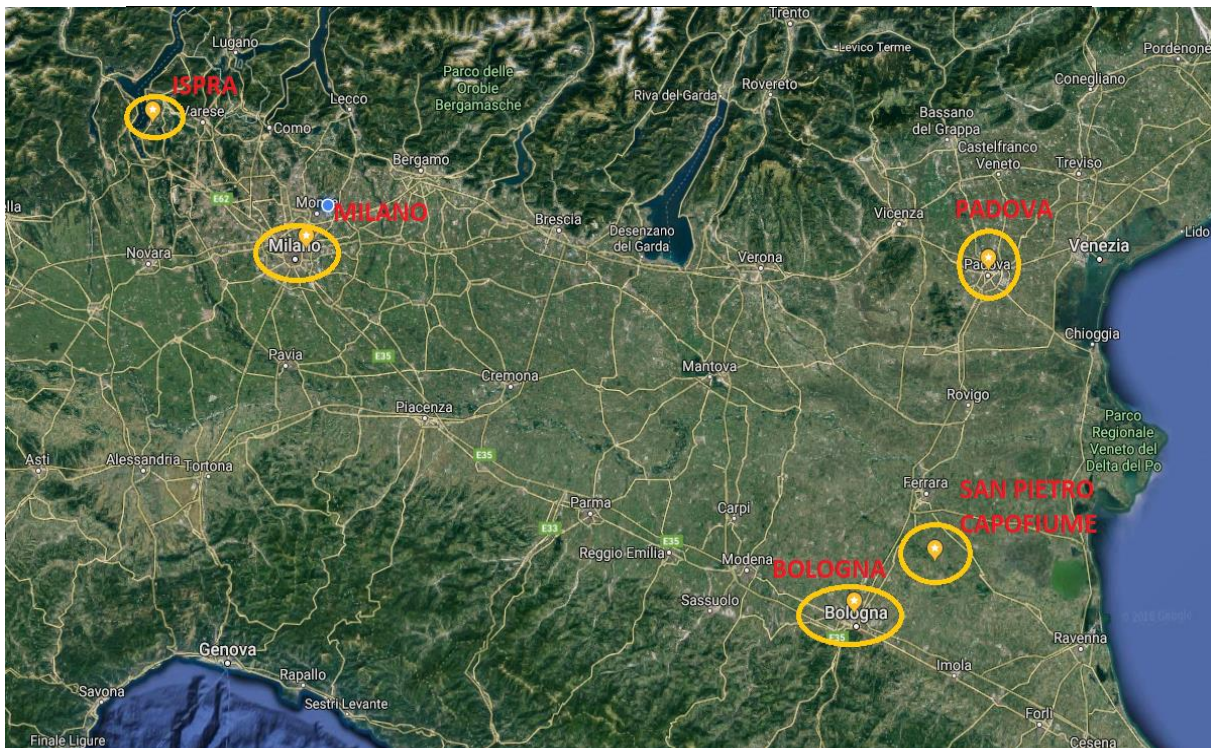 Trento
Lugano
Levico Terme
Pordenone
Parco delle
Orobie
Bergamasche
Rovereto
Conegliano
ISPRA
Riva del Garda
Lecco
Varese
Bassano
del Grappa
Como
Castelfranco
Veneto
Treviso
Bergamo
E62
MILANO
PADOVA
Vicenza
Brescia
Desenzano
del Garda
Lido
Milano
Venezia
Novara
Verona
Padova
Chioggia
Pavia
E35
Mantova
Cremona
Rovigo
Piacenza
Parco
Regionale
Veneto del
Delta del Po
Asti
Alessandria
E35
Tortona
Ferrara
SAN PIETRO
CAPOFIUME
Parma
Carpi
E33
E35
Reggio Emilia
Modena
BOLOGNA
Sassuolo
Bologna
E35
Ravenna
Genova
Imola
Rapallo
Savona
Sestri Levante
Forlì
Finale Ligure
Cesena